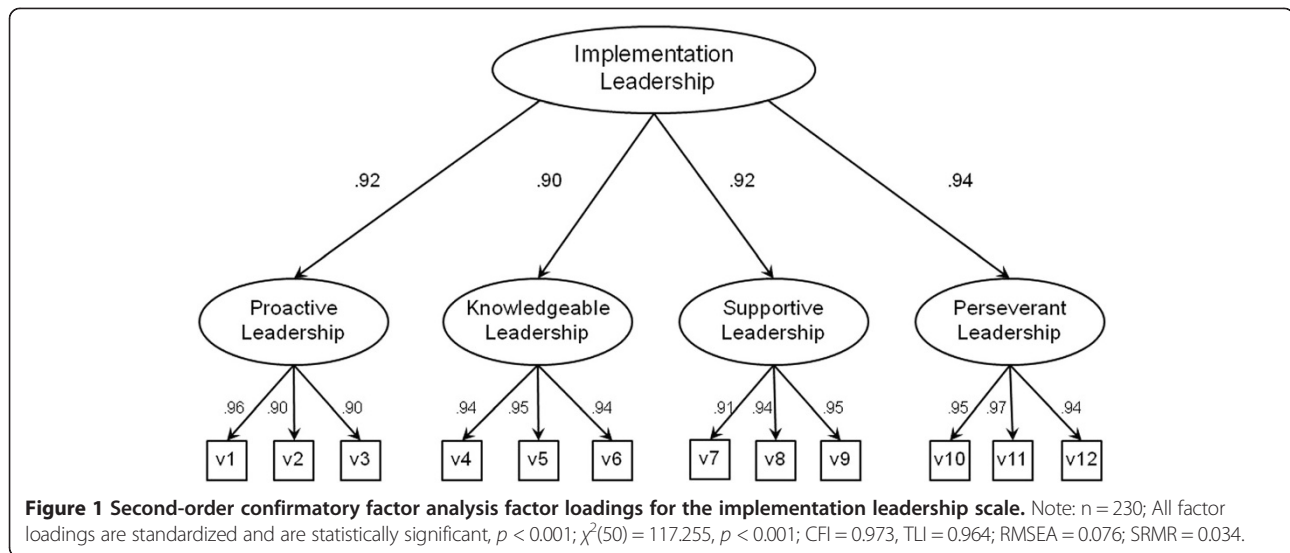 Implementation
Leadership
.92 .90 .92 .94
Proactive Leadership
Knowledgeable Leadership
Supportive Leadership
Perseverant Leadership
.96 .90 .90 .94 .95 .94 .91 .94 .95 .95 .97 .94
v1 v2 v3 v4 v5 v6 v7 v8 v9 v10 v11 v12
Figure 1 Second-order confirmatory factor analysis factor loadings for the implementation leadership scale. Note: n = 230; All factor
loadings are standardized and are statistically significant, p < 0.001; χ²(50) = 117.255, p < 0.001; CFI = 0.973, TLI = 0.964; RMSEA = 0.076; SRMR = 0.034.